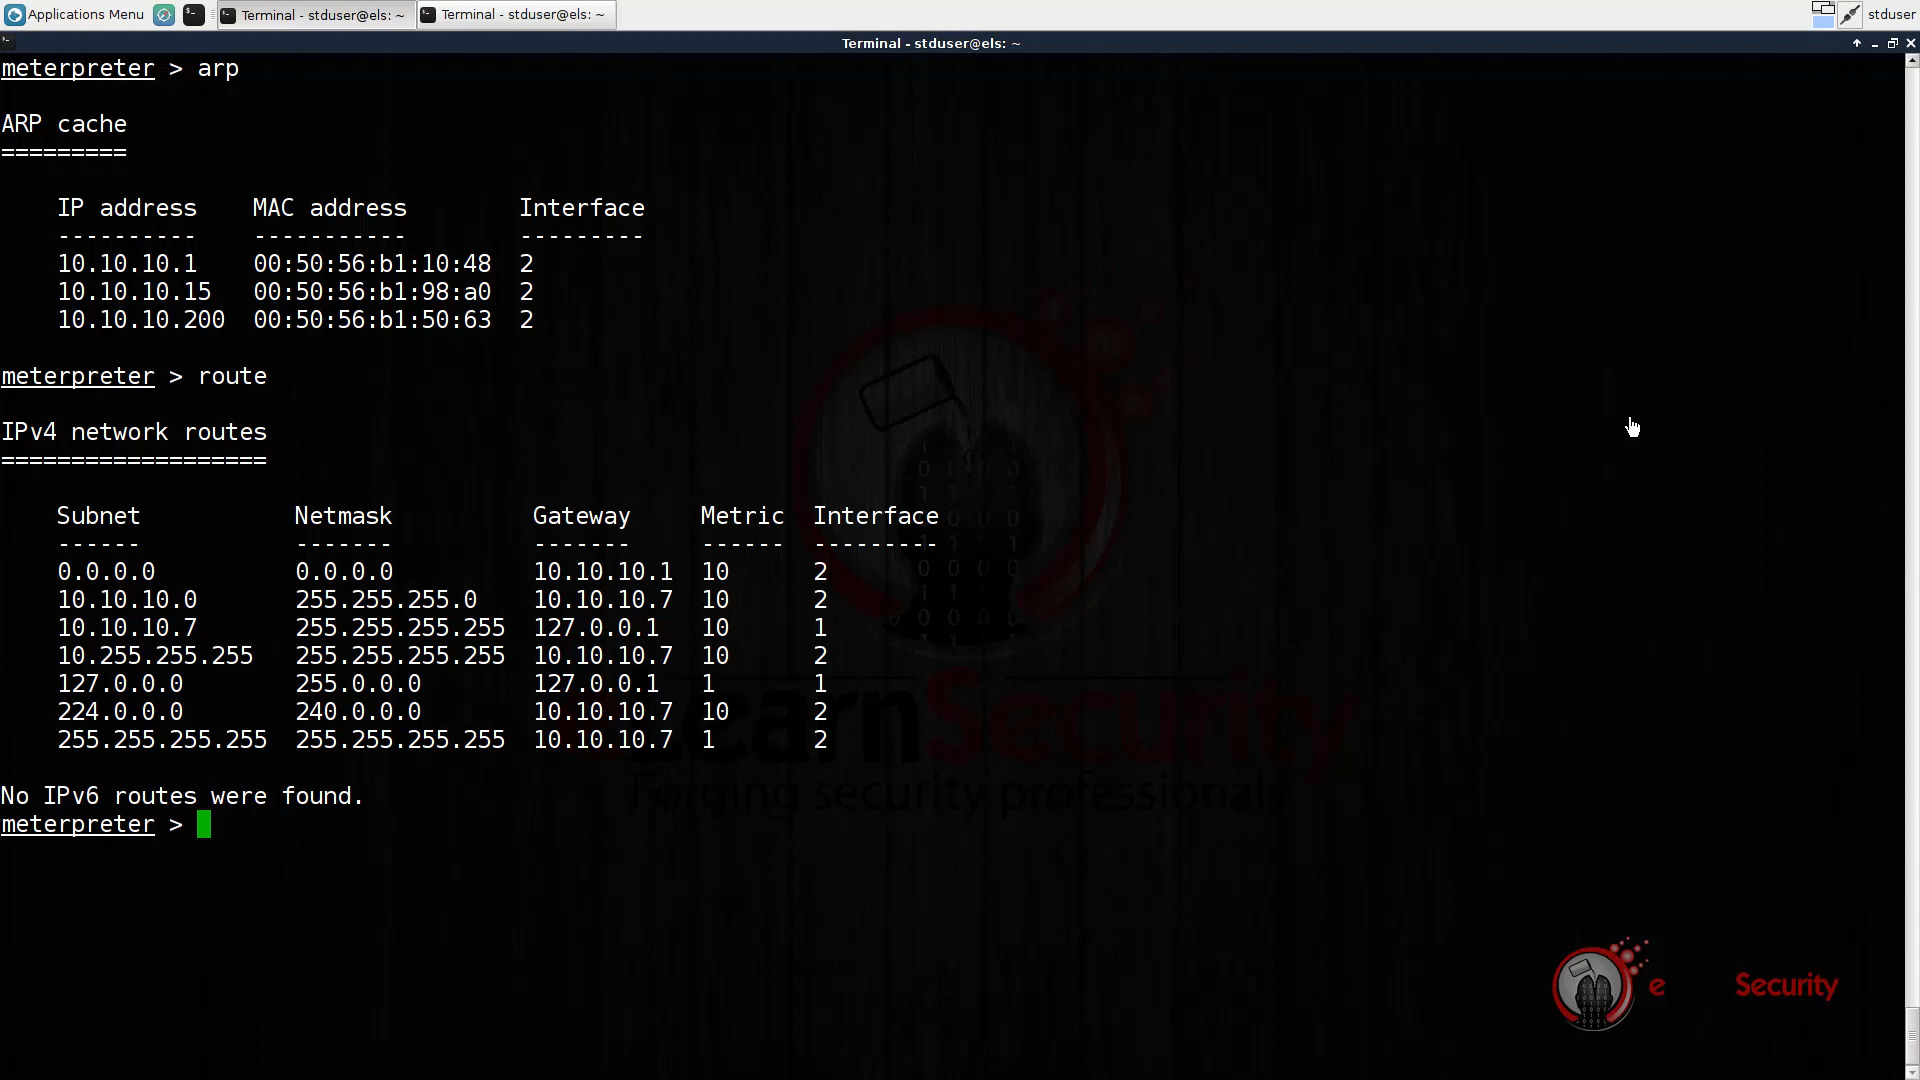 Applications Menu Terminal - stduser@els: ~ Terminal - stduser@els: ~ stduser
Terminal - stduser@els: ~
meterpreter > arp
ARP cache
=========
IP address MAC address Interface
---------- ----------- ---------
10.10.10.1 00:50:56:b1:10:48 2
10.10.10.15 00:50:56:b1:98:a0 2
10.10.10.200 00:50:56:b1:50:63 2
meterpreter > route
IPv4 network routes
===================
Subnet Netmask Gateway Metric Interface
------ ------- ------- ------ ---------
0.0.0.0 0.0.0.0 10.10.10.1 10 2
10.10.10.0 255.255.255.0 10.10.10.7 10 2
10.10.10.7 255.255.255.255 127.0.0.1 10 1
10.255.255.255 255.255.255.255 10.10.10.7 10 2
127.0.0.0 255.0.0.0 127.0.0.1 1 1
224.0.0.0 240.0.0.0 10.10.10.7 10 2
255.255.255.255 255.255.255.255 10.10.10.7 1 2
No IPv6 routes were found.
meterpreter >
earnSecurity
Forging security professionals
e Security